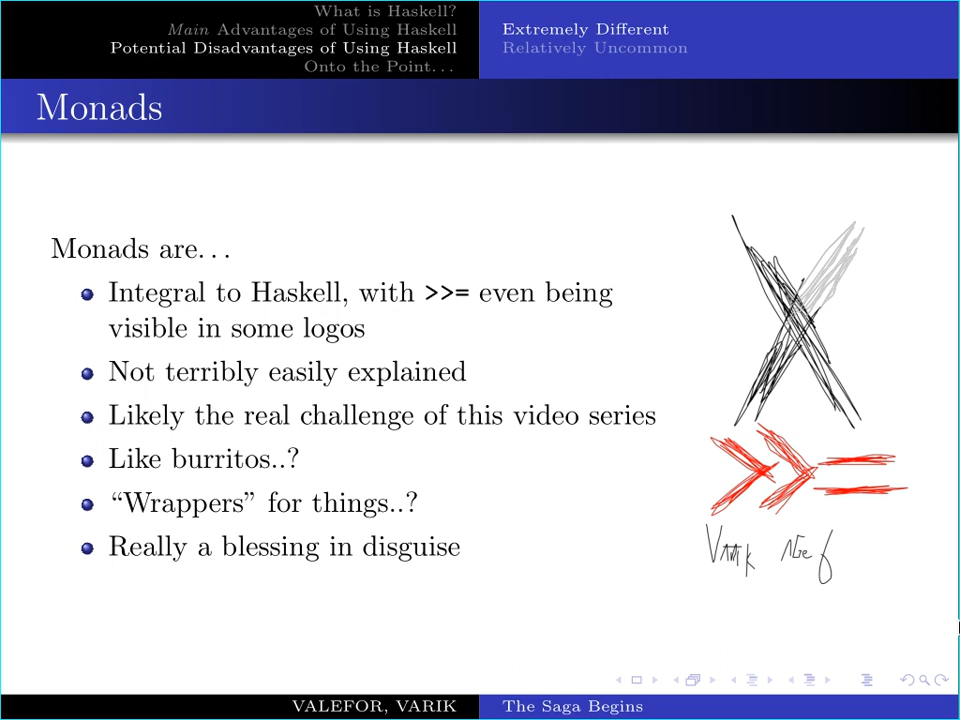 What is Haskell?
Main Advantages of Using Haskell
Potential Disadvantages of Using Haskell
Onto the Point...
Extremely Different
Relatively Uncommon
Monads
Monads are...
Integral to Haskell, with >>= even being
visible in some logos
Not terribly easily explained
Likely the real challenge of this video series
Like burritos..?
“Wrappers” for things..?
Really a blessing in disguise
>>=
VALEFOR, VARIK
The Saga Begins